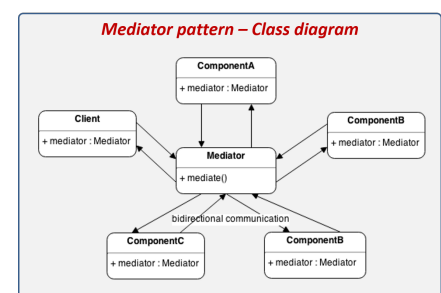 Mediator pattern – Class diagram
ComponentA
+ mediator : Mediator
Client
+ mediator : Mediator
ComponentB
+ mediator : Mediator
Mediator
+ mediate()
bidirectional communication
ComponentC
+ mediator : Mediator
ComponentB
+ mediator : Mediator